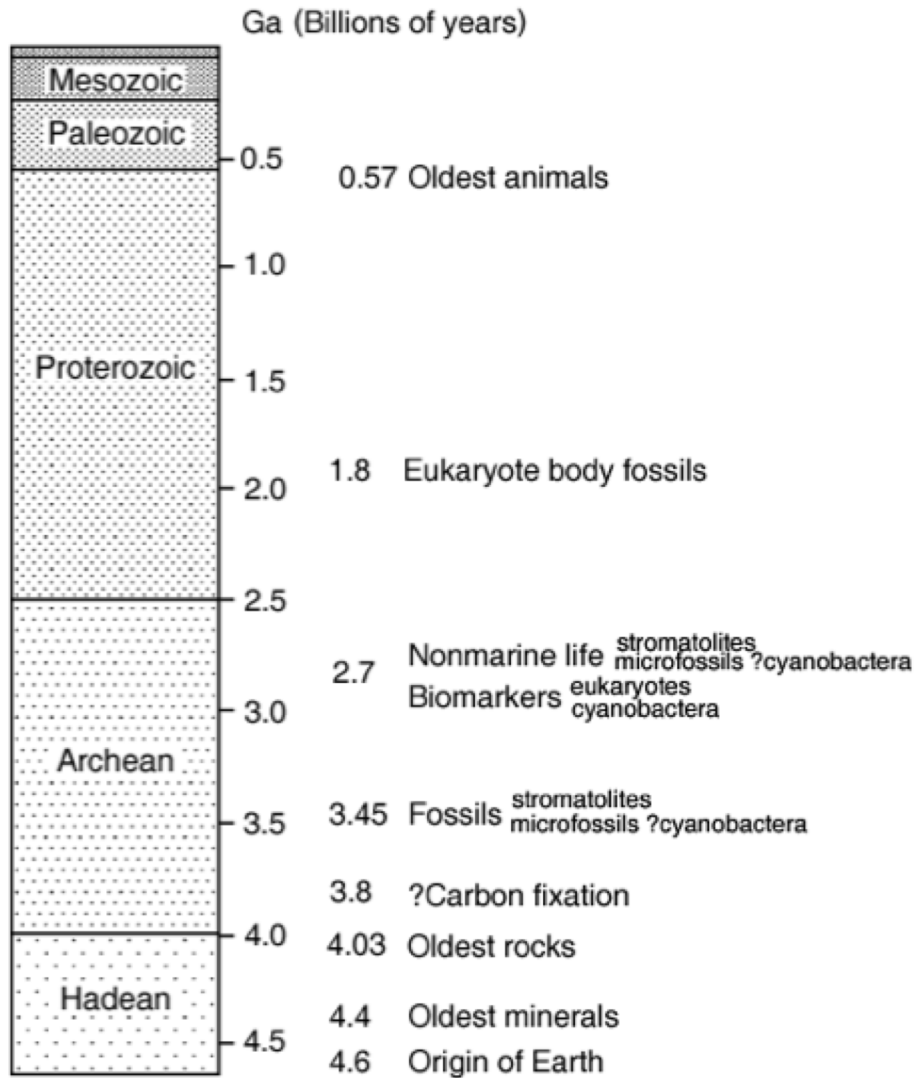 Ga (Billions of years)
Mesozoic
Paleozoic
0.5
0.57 Oldest animals
1.0
Proterozoic
1.5
1.8 Eukaryote body fossils
2.0
2.5
2.7
Nonmarine life stromatolites
microfossils ?cyanobactera
Biomarkers eukaryotes
cyanobactera
3.0
Archean
3.45 Fossils stromatolites
microfossils ?cyanobactera
3.5
3.8 ?Carbon fixation
4.0
4.03 Oldest rocks
Hadean
4.4 Oldest minerals
4.5
4.6 Origin of Earth